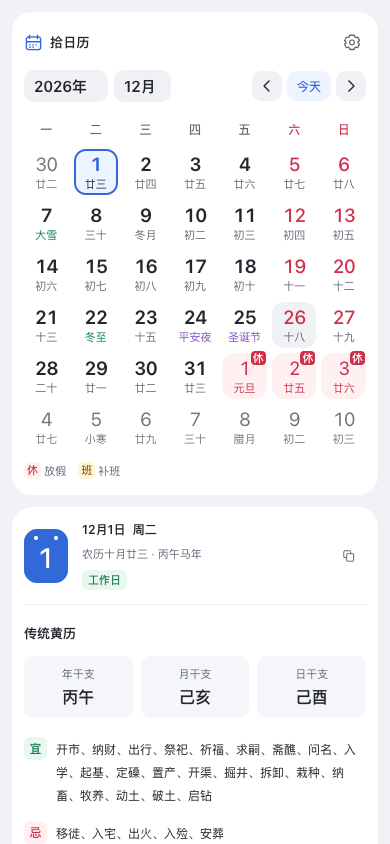 拾日历
2026年 12月 今天
一 二 三 四 五 六 日
30 1 2 3 4 5 6
廿二 廿三 廿四 廿五 廿六 廿七 廿八
7 8 9 10 11 12 13
大雪 三十 冬月 初二 初三 初四 初五
14 15 16 17 18 19 20
初六 初七 初八 初九 初十 十一 十二
21 22 23 24 25 26 27
十三 冬至 十五 平安夜 圣诞节 十八 十九
休 休 休
28 29 30 31 1 2 3
二十 廿一 廿二 廿三 元旦 廿五 廿六
4 5 6 7 8 9 10
廿七 小寒 廿九 三十 腊月 初二 初三
休 放假 班 补班
12月1日 周二
1
农历十月廿三 · 丙午马年
工作日
传统黄历
年干支 月干支 日干支
丙午 己亥 己酉
宜 开市、纳财、出行、祭祀、祈福、求嗣、斋醮、问名、入
学、起基、定磉、置产、开渠、掘井、拆卸、栽种、纳
畜、牧养、动土、破土、启钻
忌 移徙、入宅、出火、入殓、安葬